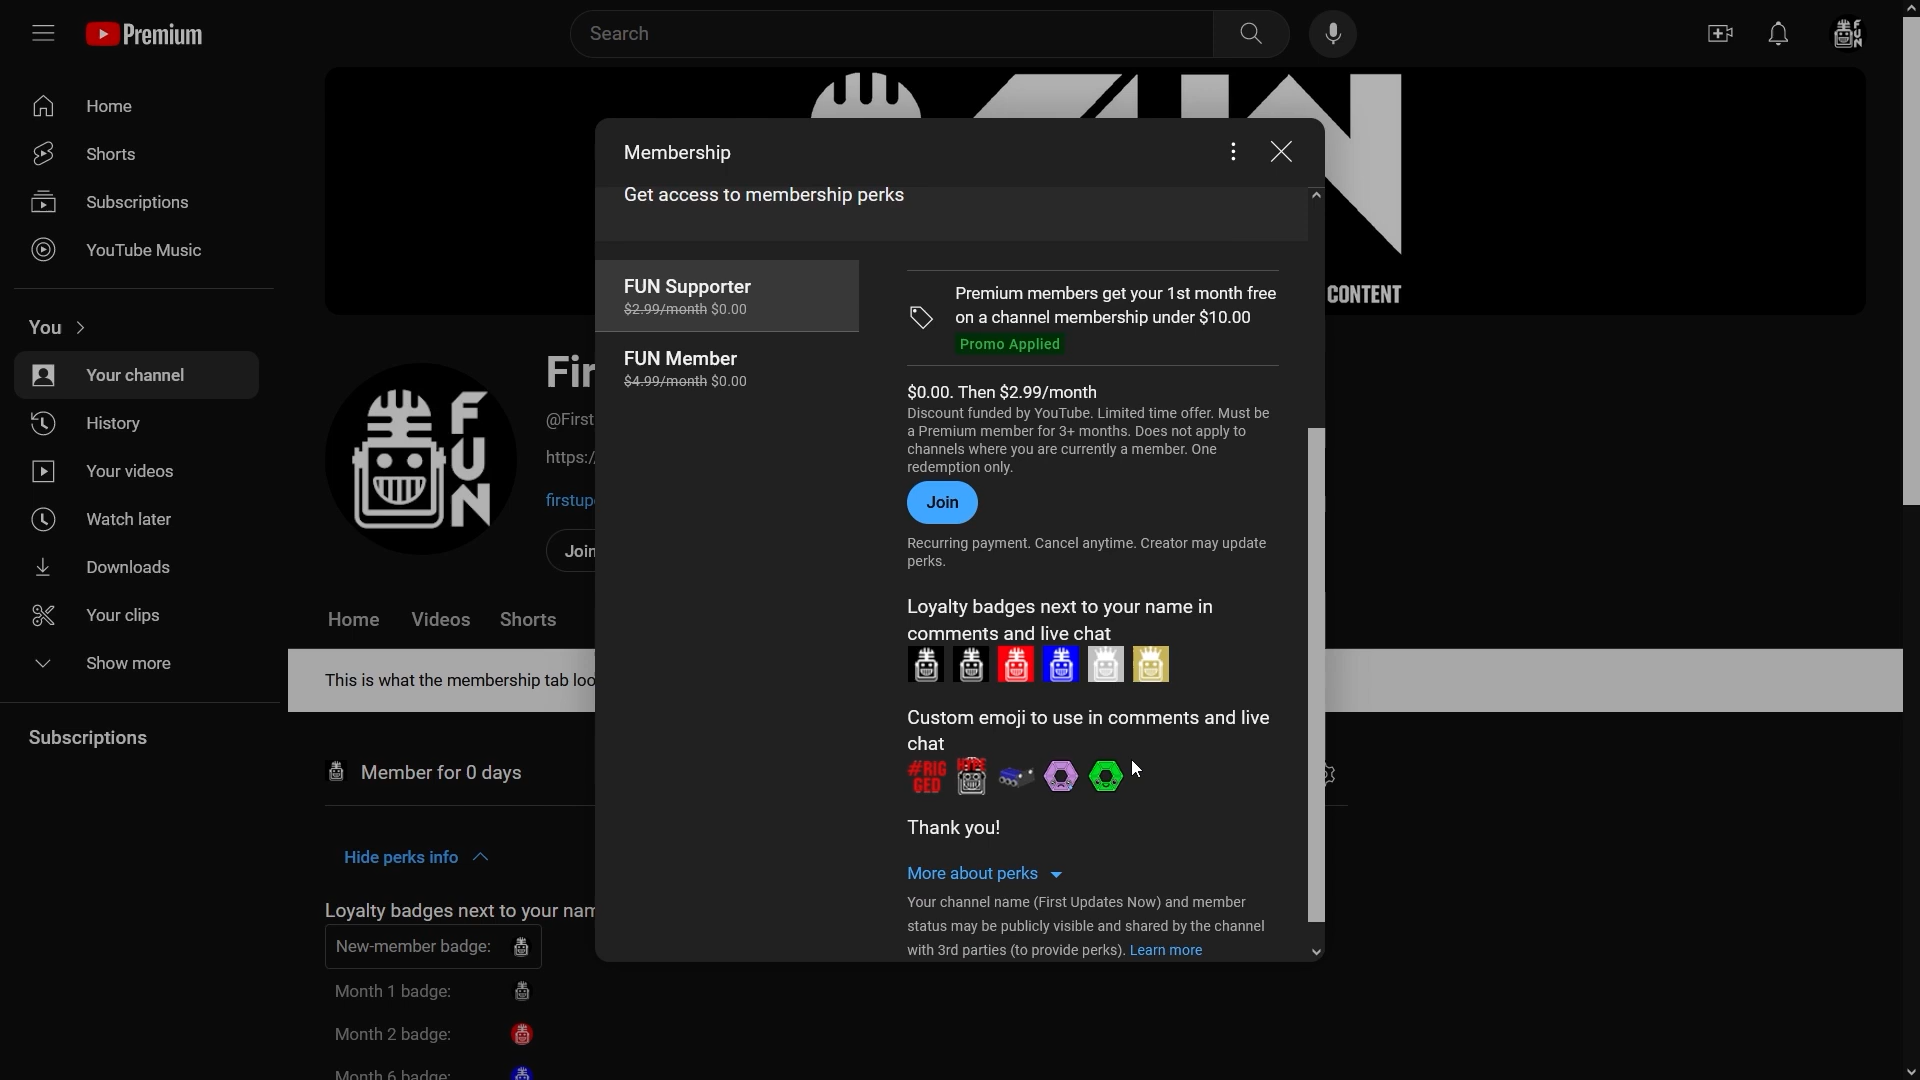 Premium
Search
FUN
Home
Shorts
Subscriptions
YouTube Music
You
Your channel
History
Your videos
Watch later
Downloads
Your clips
Show more
Subscriptions
CONTENT
FUN
Fir
@First
https:/
firstup
Join
Home Videos Shorts
This is what the membership tab loo
Member for 0 days
Hide perks info
Loyalty badges next to your nam
New-member badge:
Month 1 badge:
Month 2 badge:
Month 6 badge:
Membership
Get access to membership perks
FUN Supporter
$2.99/month $0.00
FUN Member
$4.99/month $0.00
Premium members get your 1st month free
on a channel membership under $10.00
Promo Applied
$0.00. Then $2.99/month
Discount funded by YouTube. Limited time offer. Must be
a Premium member for 3+ months. Does not apply to
channels where you are currently a member. One
redemption only.
Join
Recurring payment. Cancel anytime. Creator may update
perks.
Loyalty badges next to your name in
comments and live chat
Custom emoji to use in comments and live
chat
#RIG
GED
HYPE
Thank you!
More about perks
Your channel name (First Updates Now) and member
status may be publicly visible and shared by the channel
with 3rd parties (to provide perks). Learn more